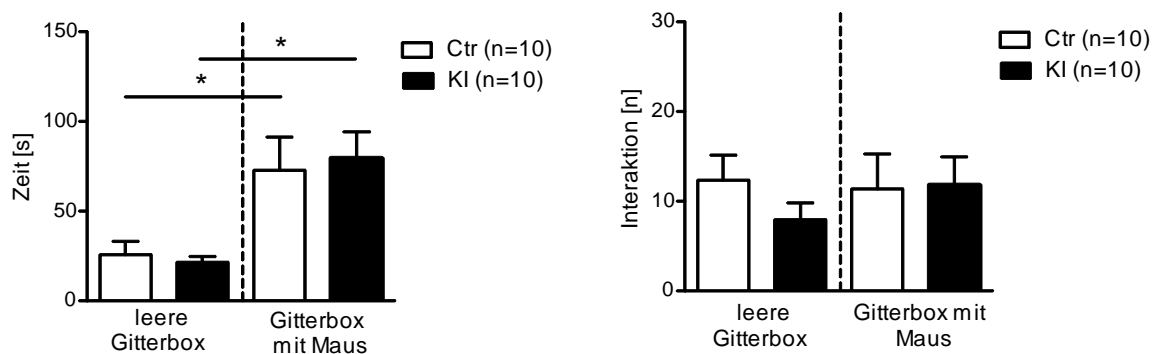 150
100
50
0
Zeit [s]
*
*
Ctr (n=10)
KI (n=10)
leere
Gitterbox
Gitterbox
mit Maus
30
20
10
0
Interaktion [n]
Ctr (n=10)
KI (n=10)
leere
Gitterbox
Gitterbox mit
Maus